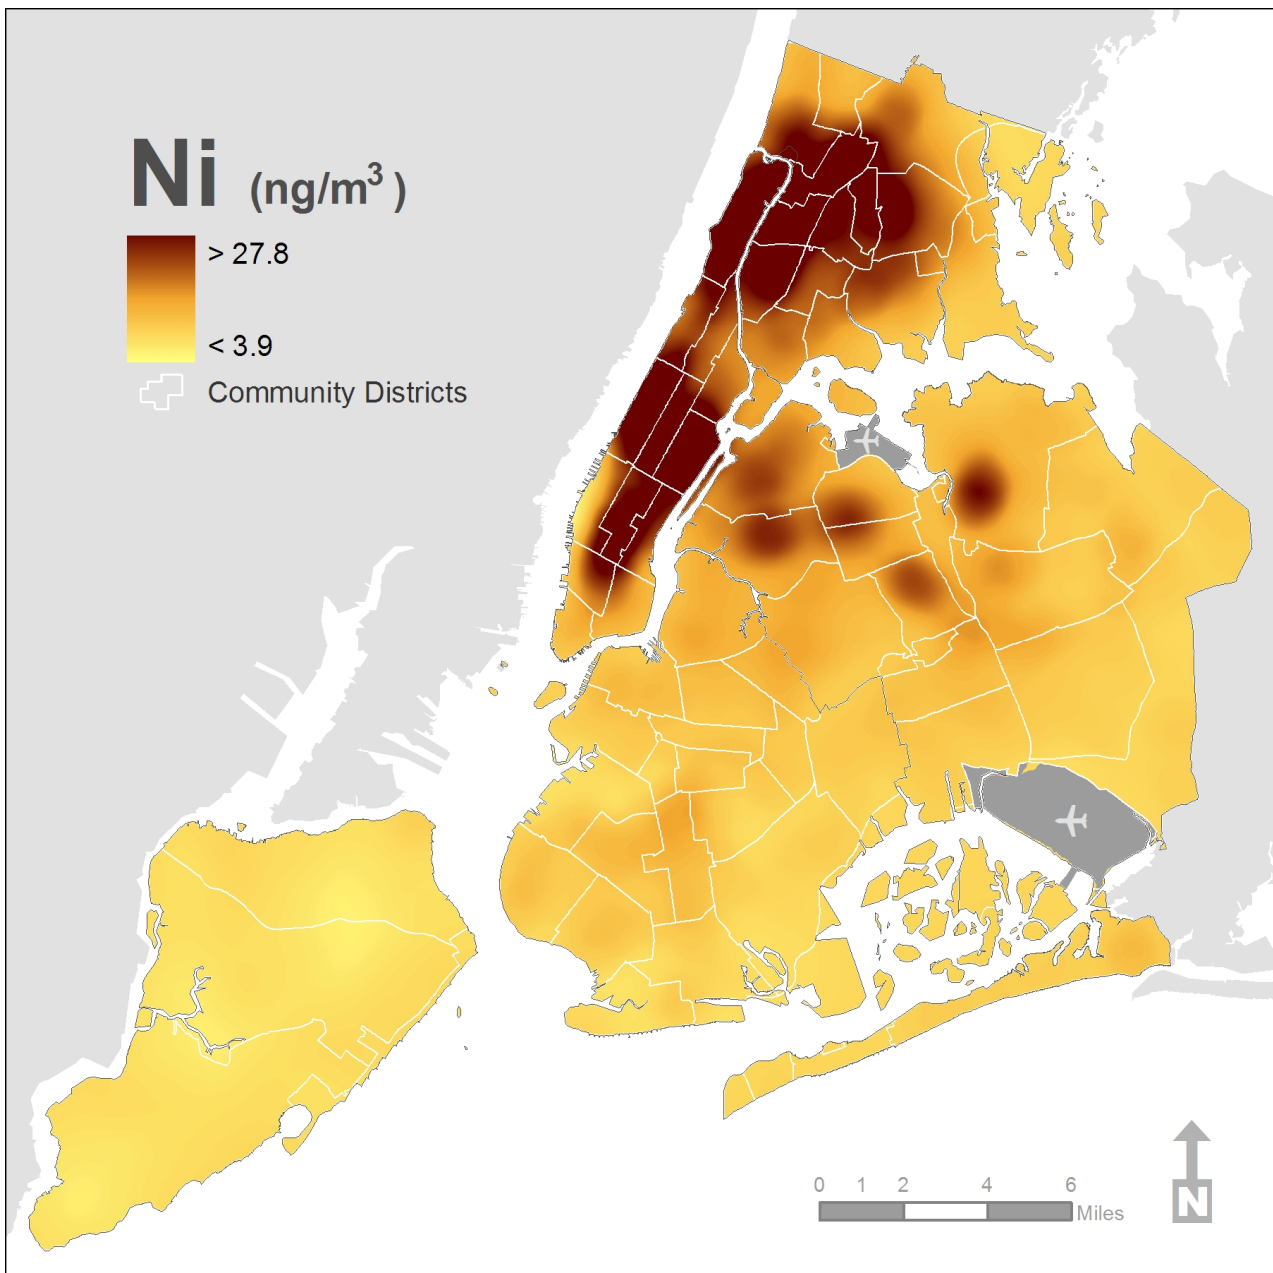 Ni (ng/m³)
> 27.8
< 3.9
Community Districts
0 1 2 4 6
Miles
N